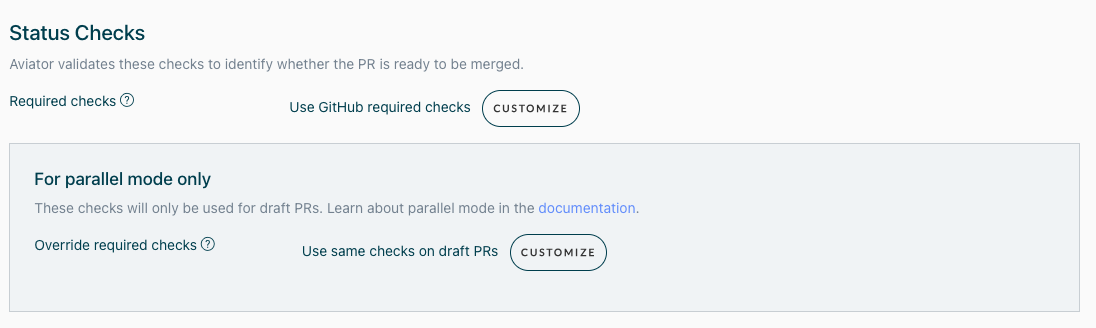 Status Checks
Aviator validates these checks to identify whether the PR is ready to be merged.
Required checks ? Use GitHub required checks CUSTOMIZE
For parallel mode only
These checks will only be used for draft PRs. Learn about parallel mode in the documentation.
Override required checks ? Use same checks on draft PRs CUSTOMIZE